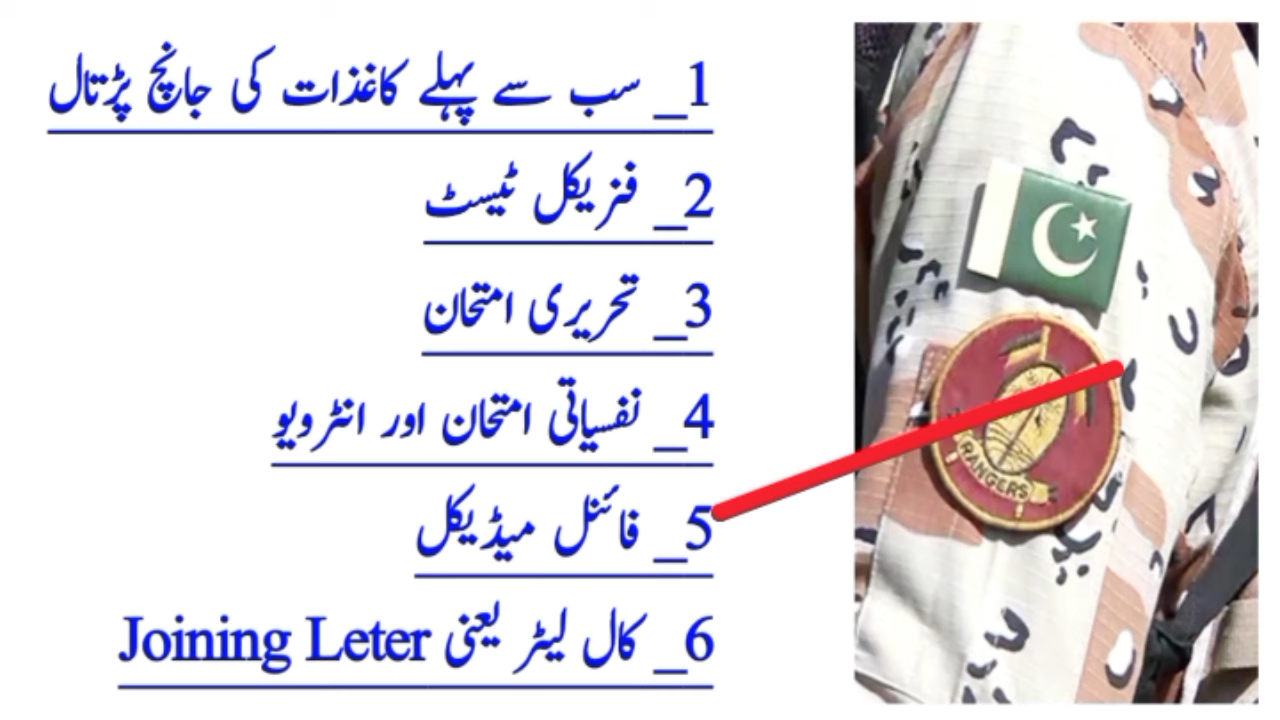 1_ سب سے پہلے کاغذات کی جانچ پڑتال
2_ فزیکل ٹیسٹ
3_ تحریری امتحان
4_ نفسیاتی امتحان اور انٹرویو
5_ فائنل میڈیکل
6_ کال لیٹر یعنی Joining Leter
RANGERS